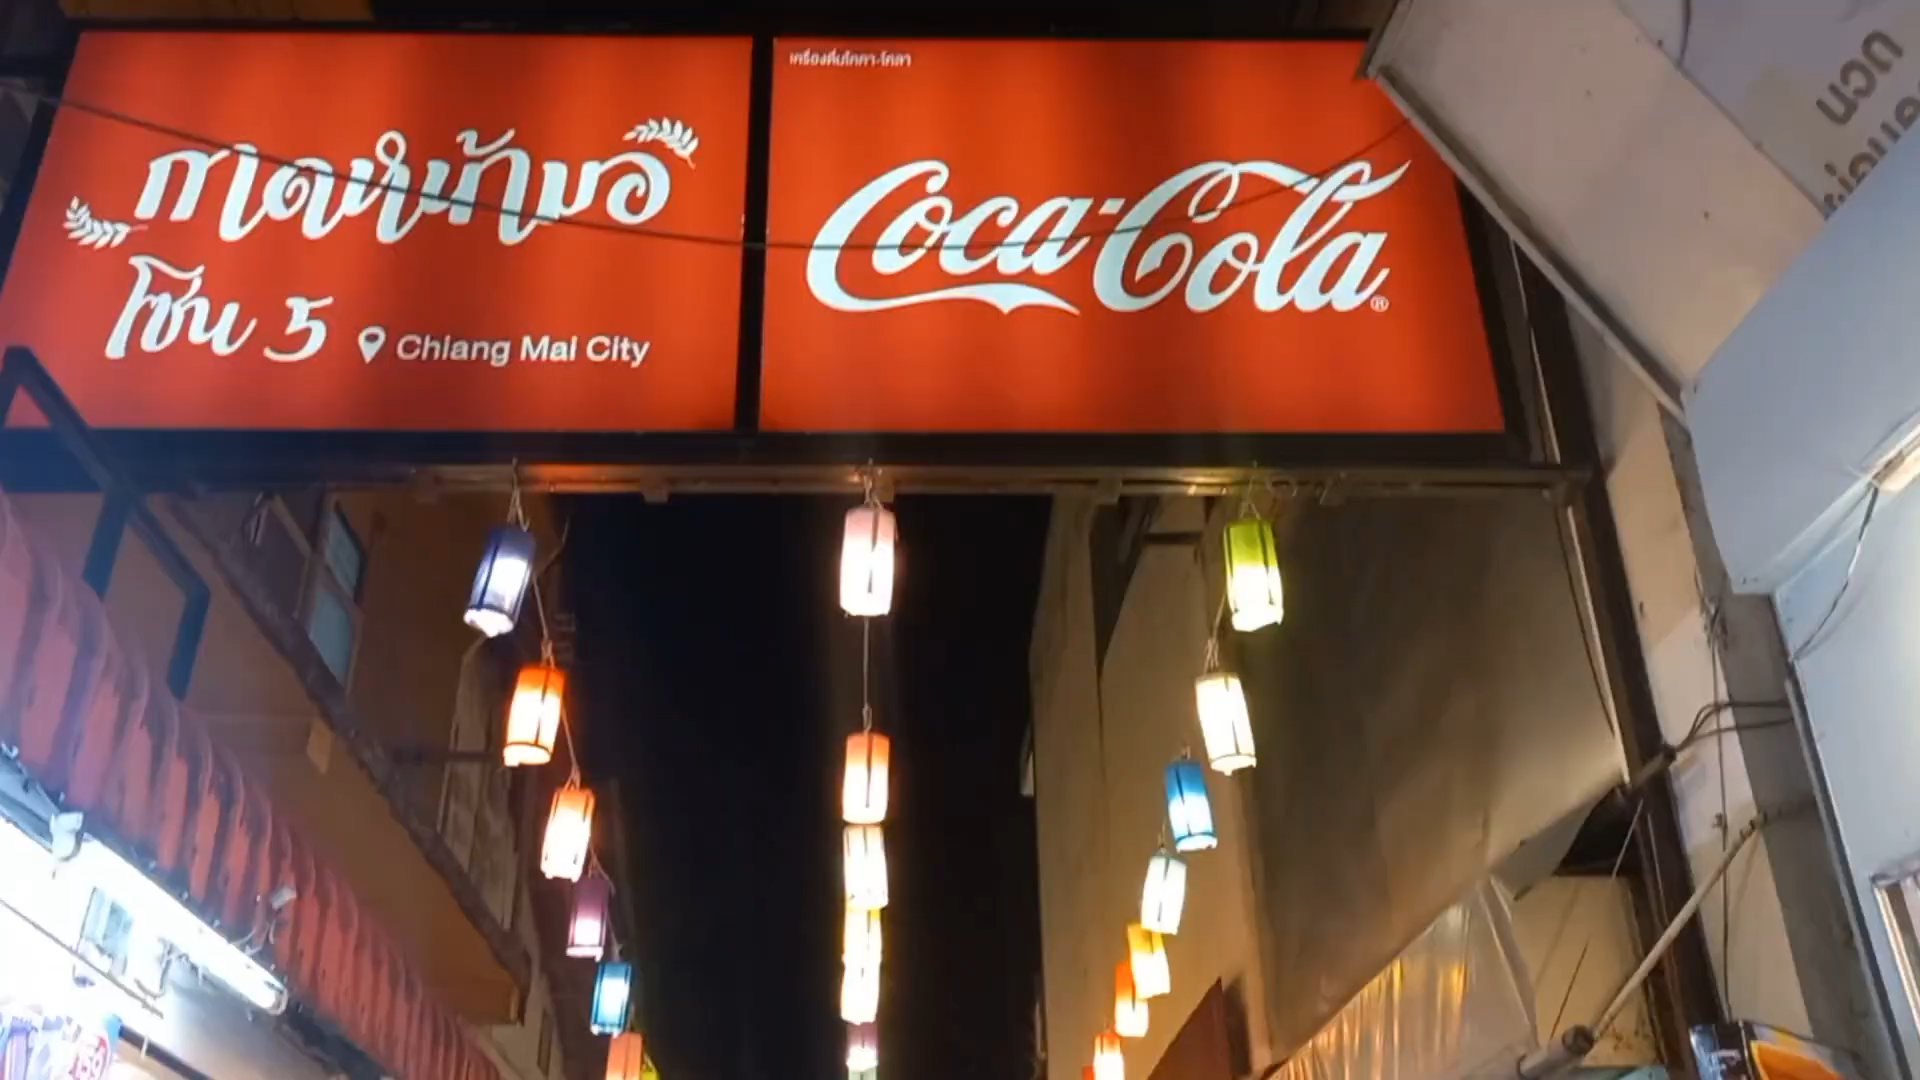 กาดหน้ามอ
โซน 5
Chiang Mai City
เครื่องดื่มโคคา-โคลา
Coca-Cola®
159